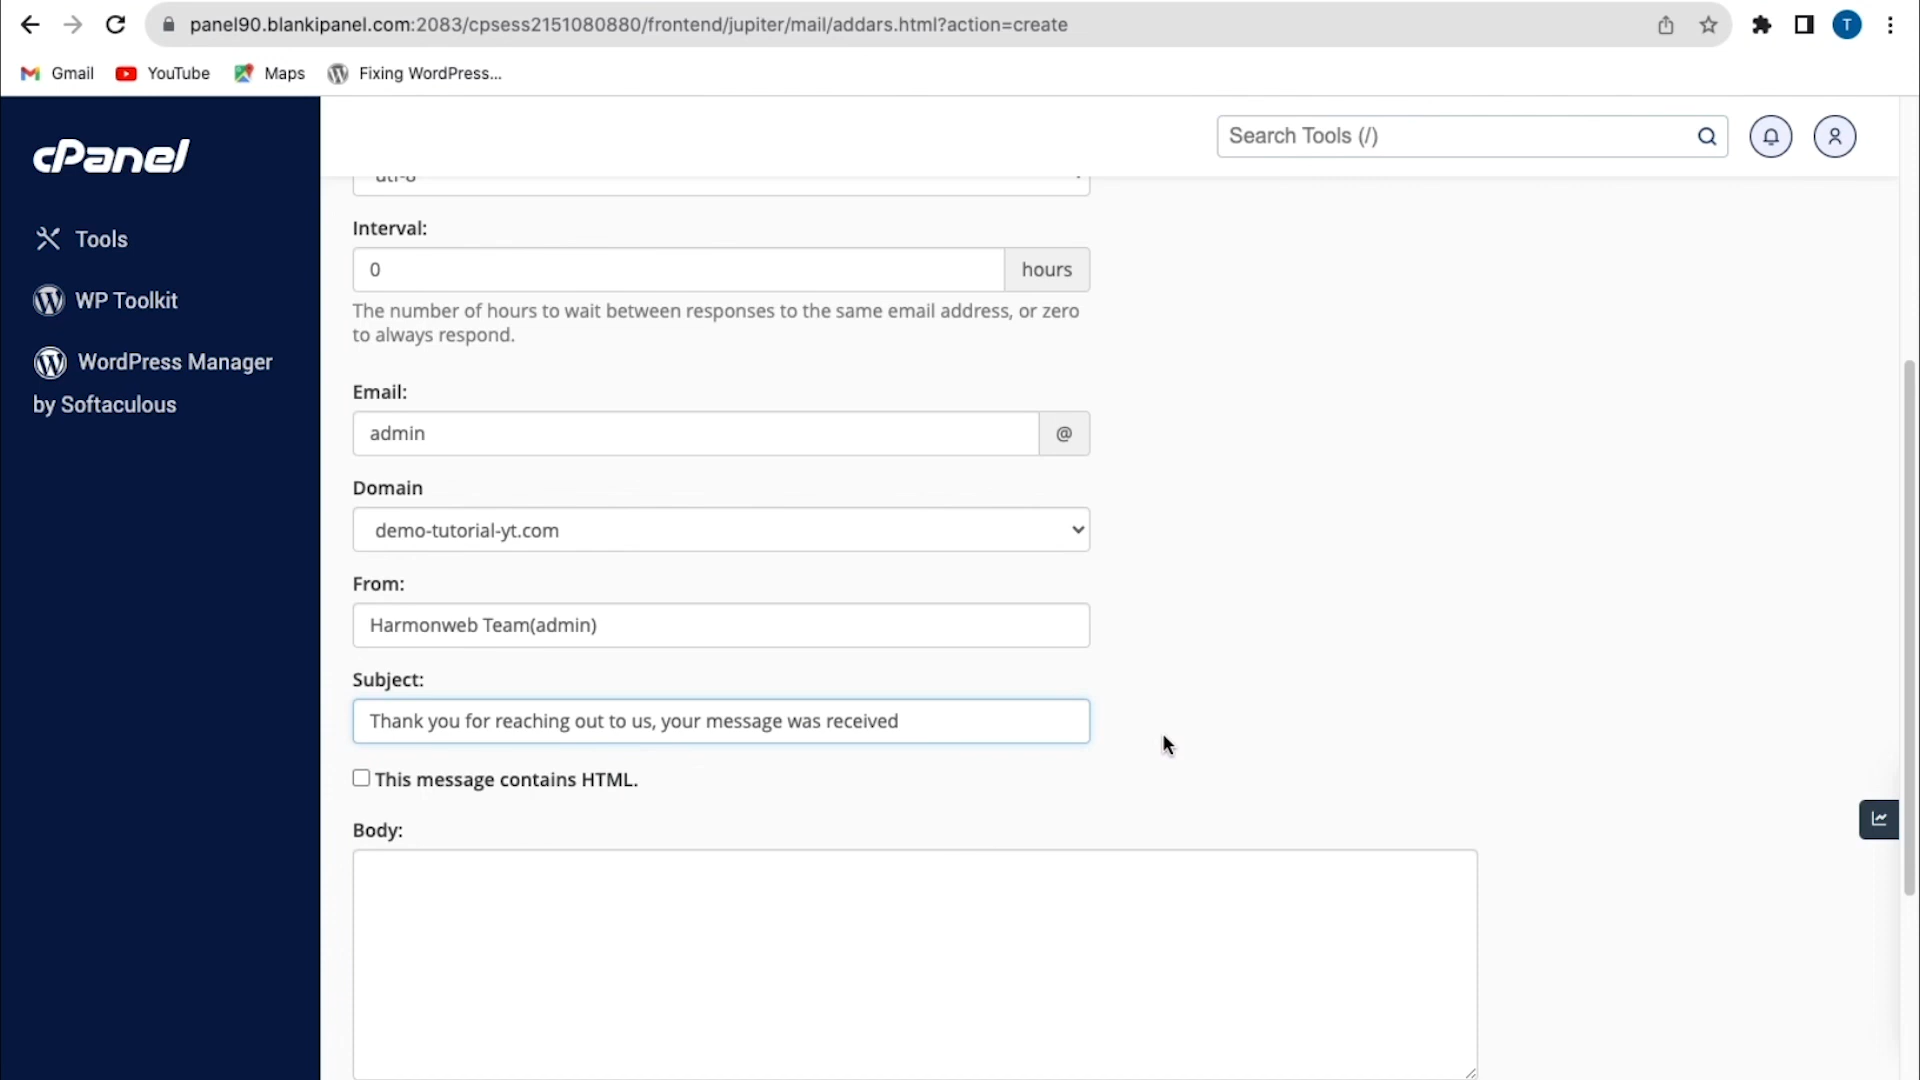 panel90.blankipanel.com:2083/cpsess2151080880/frontend/jupiter/mail/addars.html?action=create
T
Gmail
YouTube
Maps
Fixing WordPress...
cPanel
Search Tools (/)
Tools
WP Toolkit
WordPress Manager
by Softaculous
utf-8
Interval:
0
hours
The number of hours to wait between responses to the same email address, or zero
to always respond.
Email:
admin
@
Domain
demo-tutorial-yt.com
From:
Harmonweb Team(admin)
Subject:
Thank you for reaching out to us, your message was received
This message contains HTML.
Body: